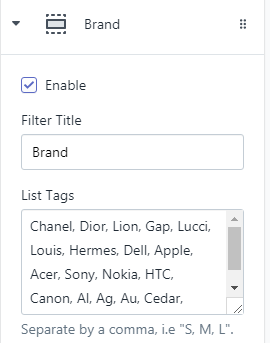 Brand
Enable
Filter Title
Brand
List Tags
Chanel, Dior, Lion, Gap, Lucci,
Louis, Hermes, Dell, Apple,
Acer, Sony, Nokia, HTC,
Canon, Al, Ag, Au, Cedar,
Separate by a comma, i.e "S, M, L".